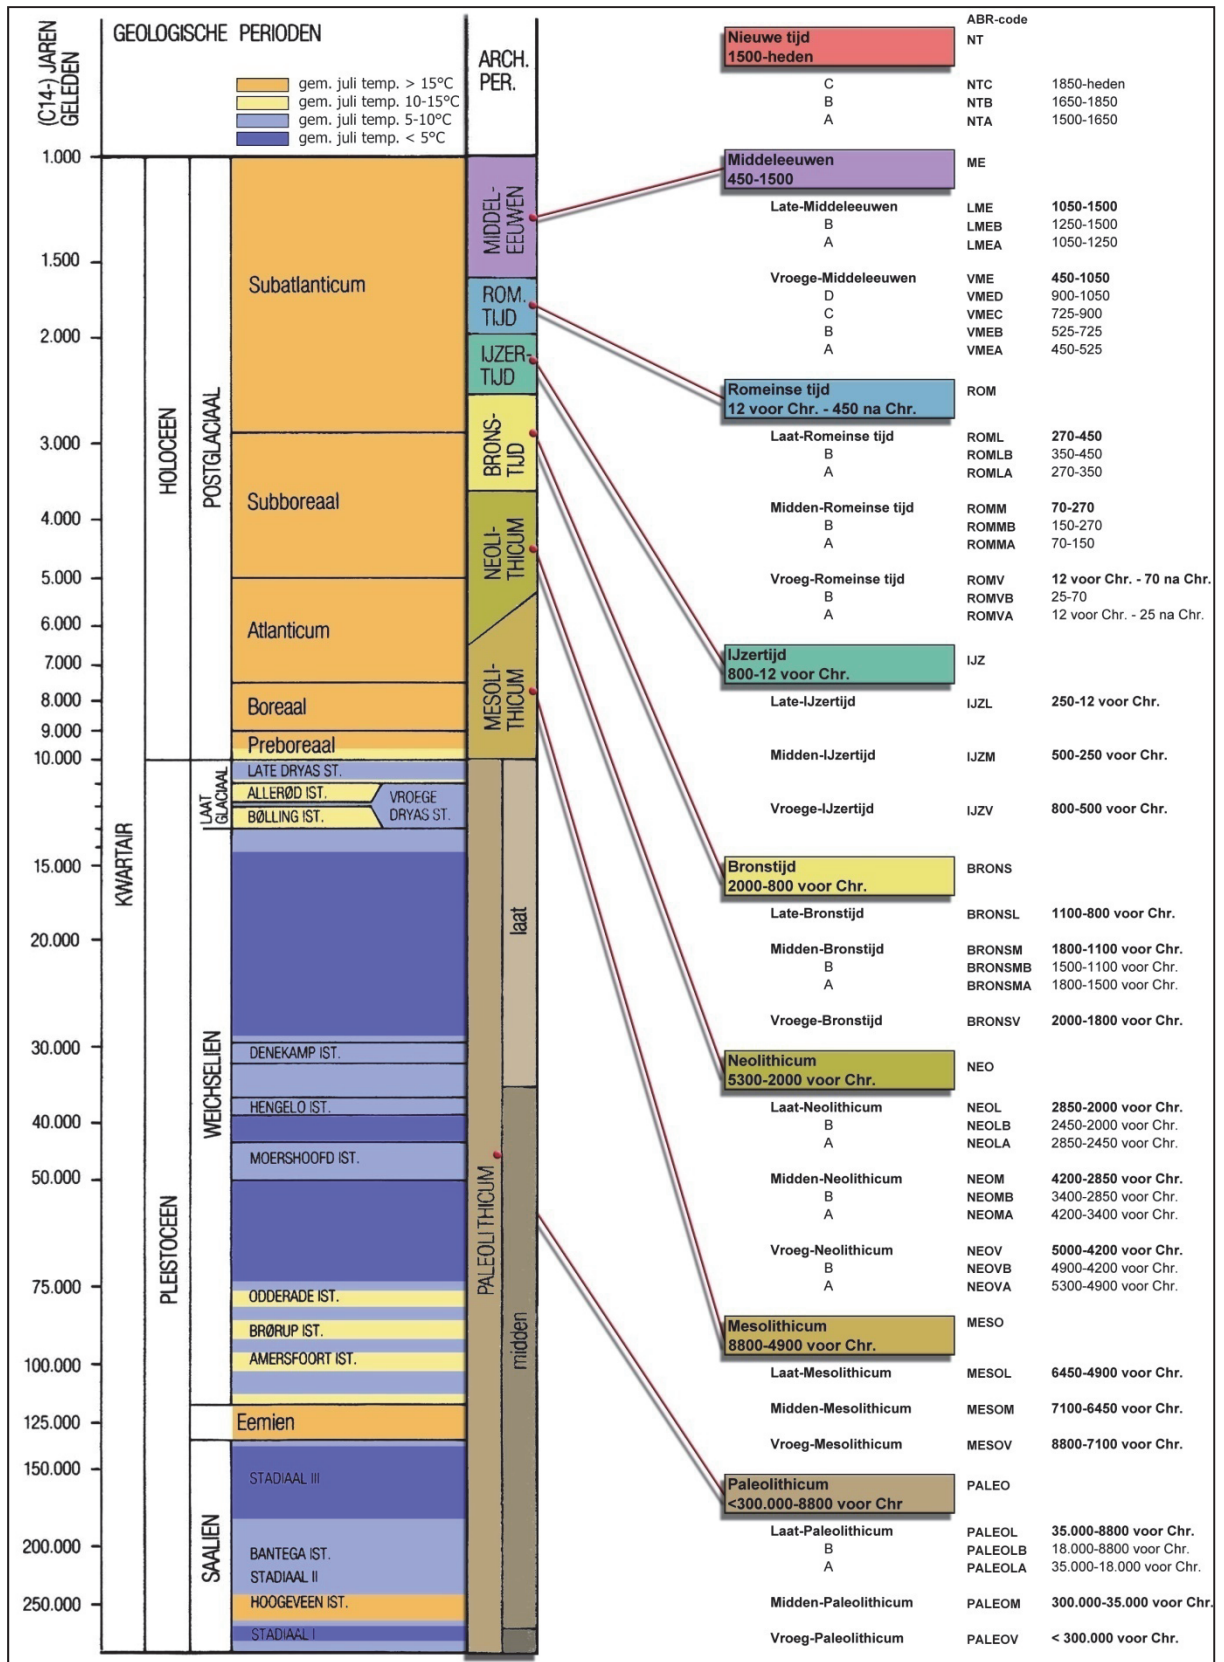 (C14-) JAREN
GELEDEN
GEOLOGISCHE PERIODEN
gem. juli temp. > 15°C
gem. juli temp. 10-15°C
gem. juli temp. 5-10°C
gem. juli temp. < 5°C
ARCH.
PER.
1.000
1.500
2.000
3.000
4.000
5.000
6.000
7.000
8.000
9.000
10.000
15.000
20.000
30.000
40.000
50.000
75.000
100.000
125.000
150.000
200.000
250.000
KWARTAIR
HOLOCEEN
PLEISTOCEEN
POSTGLACIAAL
LAAT
GLACIAAL
WEICHSELIEN
SAALIEN
Subatlanticum
Subboreaal
Atlanticum
Boreaal
Preboreaal
LATE DRYAS ST.
ALLERØD IST.
VROEGE
DRYAS ST.
BØLLING IST.
DENEKAMP IST.
HENGELO IST.
MOERSHOOFD IST.
ODDERADE IST.
BRØRUP IST.
AMERSFOORT IST.
Eemien
STADIAAL III
BANTEGA IST.
STADIAAL II
HOOGEVEEN IST.
STADIAAL I
MIDDEL-
EEUWEN
ROM.
TIJD
IJZER-
TIJD
BRONS-
TIJD
NEOLI-
THICUM
MESOLI-
THICUM
PALEOLITHICUM
laat
midden
ABR-code
Nieuwe tijd NT
1500-heden
C NTC 1850-heden
B NTB 1650-1850
A NTA 1500-1650
Middeleeuwen ME
450-1500
Late-Middeleeuwen LME 1050-1500
B LMEB 1250-1500
A LMEA 1050-1250
Vroege-Middeleeuwen VME 450-1050
D VMED 900-1050
C VMEC 725-900
B VMEB 525-725
A VMEA 450-525
Romeinse tijd ROM
12 voor Chr. - 450 na Chr.
Laat-Romeinse tijd ROML 270-450
B ROMLB 350-450
A ROMLA 270-350
Midden-Romeinse tijd ROMM 70-270
B ROMMB 150-270
A ROMMA 70-150
Vroeg-Romeinse tijd ROMV 12 voor Chr. - 70 na Chr.
B ROMVB 25-70
A ROMVA 12 voor Chr. - 25 na Chr.
IJzertijd IJZ
800-12 voor Chr.
Late-IJzertijd IJZL 250-12 voor Chr.
Midden-IJzertijd IJZM 500-250 voor Chr.
Vroege-IJzertijd IJZV 800-500 voor Chr.
Bronstijd BRONS
2000-800 voor Chr.
Late-Bronstijd BRONSL 1100-800 voor Chr.
Midden-Bronstijd BRONSM 1800-1100 voor Chr.
B BRONSMB 1500-1100 voor Chr.
A BRONSMA 1800-1500 voor Chr.
Vroege-Bronstijd BRONSV 2000-1800 voor Chr.
Neolithicum NEO
5300-2000 voor Chr.
Laat-Neolithicum NEOL 2850-2000 voor Chr.
B NEOLB 2450-2000 voor Chr.
A NEOLA 2850-2450 voor Chr.
Midden-Neolithicum NEOM 4200-2850 voor Chr.
B NEOMB 3400-2850 voor Chr.
A NEOMA 4200-3400 voor Chr.
Vroeg-Neolithicum NEOV 5000-4200 voor Chr.
B NEOVB 4900-4200 voor Chr.
A NEOVA 5300-4900 voor Chr.
Mesolithicum MESO
8800-4900 voor Chr.
Laat-Mesolithicum MESOL 6450-4900 voor Chr.
Midden-Mesolithicum MESOM 7100-6450 voor Chr.
Vroeg-Mesolithicum MESOV 8800-7100 voor Chr.
Paleolithicum PALEO
<300.000-8800 voor Chr
Laat-Paleolithicum PALEOL 35.000-8800 voor Chr.
B PALEOLB 18.000-8800 voor Chr.
A PALEOLA 35.000-18.000 voor Chr.
Midden-Paleolithicum PALEOM 300.000-35.000 voor Chr.
Vroeg-Paleolithicum PALEOV < 300.000 voor Chr.